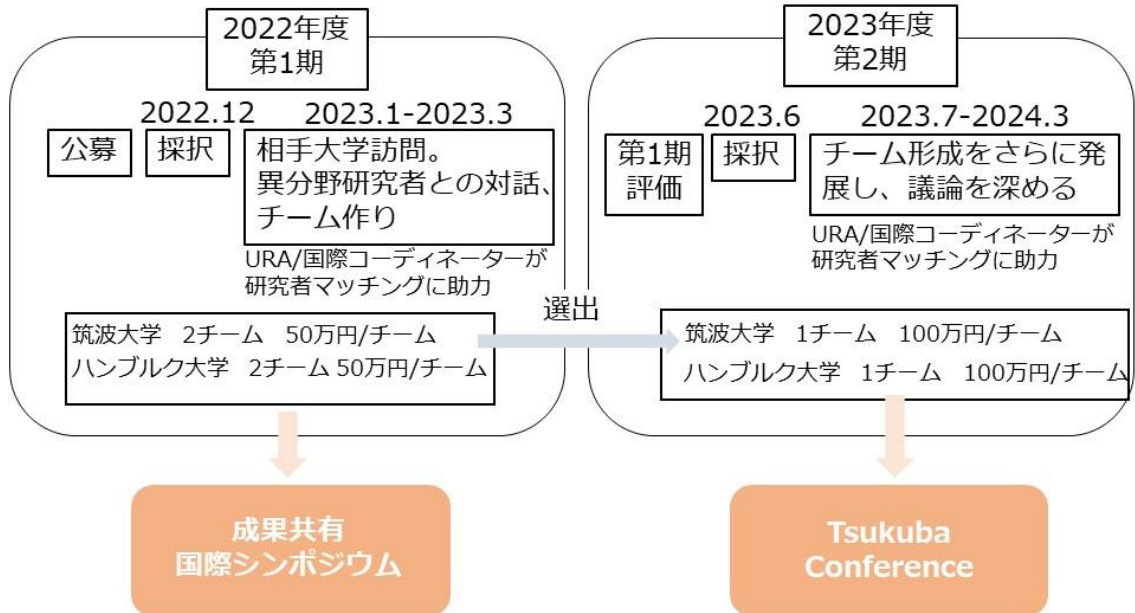 2022年度
第1期
2022.12
2023.1-2023.3
公募
採択
相手大学訪問。
異分野研究者との対話、
チーム作り
URA/国際コーディネーターが
研究者マッチングに助力
筑波大学 2チーム 50万円/チーム
ハンブルク大学 2チーム 50万円/チーム
成果共有
国際シンポジウム
選出
2023年度
第2期
2023.6
2023.7-2024.3
第1期
評価
採択
チーム形成をさらに発
展し、議論を深める
URA/国際コーディネーターが
研究者マッチングに助力
筑波大学 1チーム 100万円/チーム
ハンブルク大学 1チーム 100万円/チーム
Tsukuba
Conference